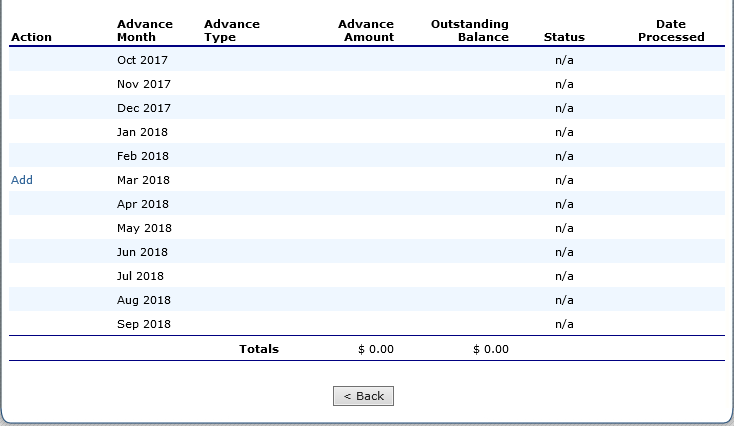 Action Advance Month Advance Type Advance Amount Outstanding Balance Status Date Processed
Oct 2017 n/a
Nov 2017 n/a
Dec 2017 n/a
Jan 2018 n/a
Feb 2018 n/a
Add Mar 2018 n/a
Apr 2018 n/a
May 2018 n/a
Jun 2018 n/a
Jul 2018 n/a
Aug 2018 n/a
Sep 2018 n/a
Totals $ 0.00 $ 0.00
< Back